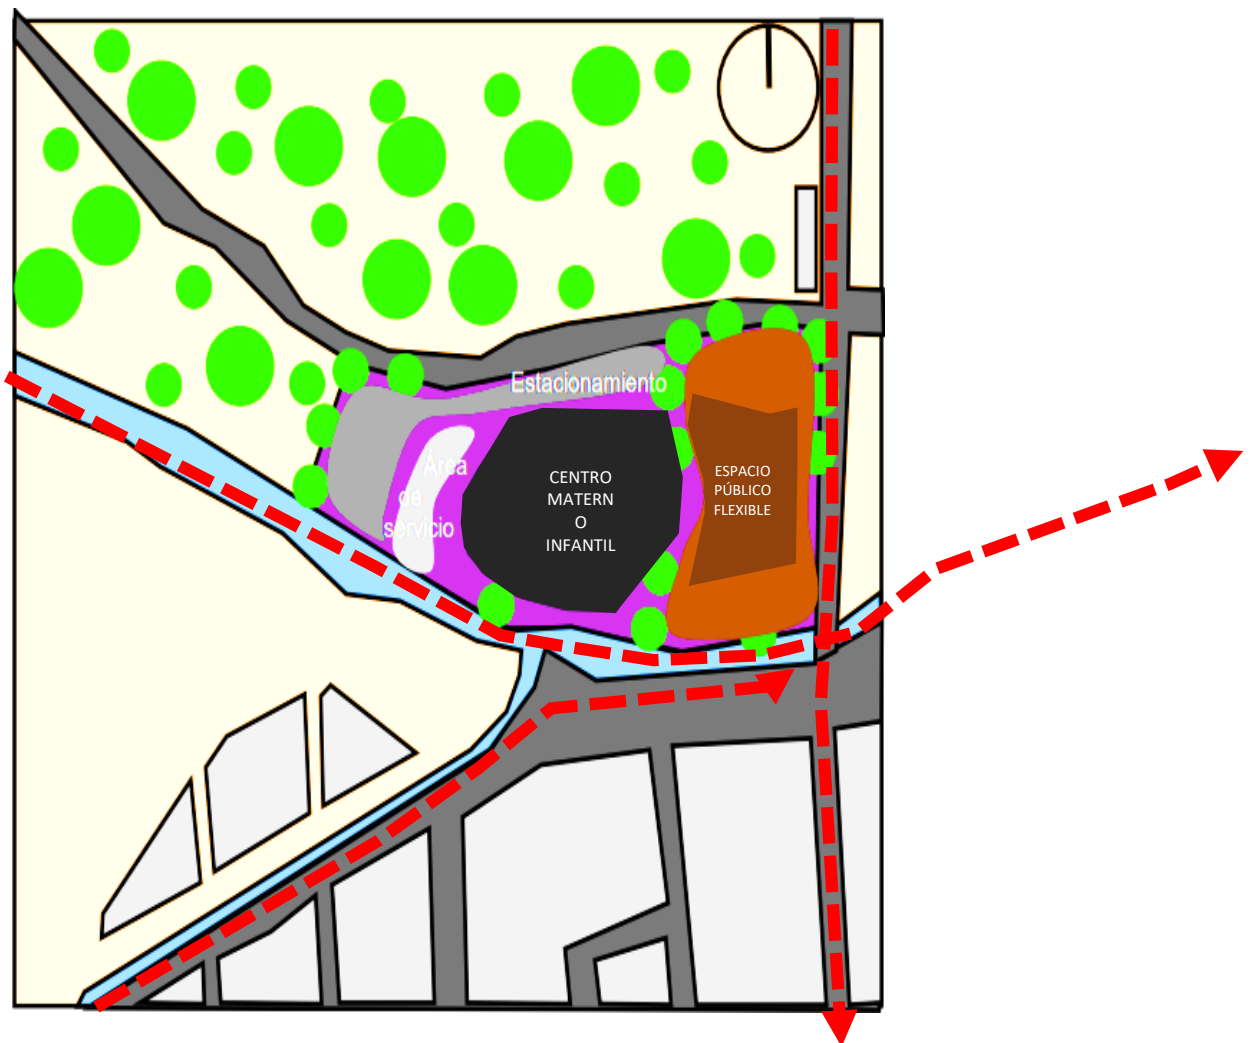 Estacionamiento
Área
de
servicio
CENTRO
MATERN
O
INFANTIL
ESPACIO
PÚBLICO
FLEXIBLE